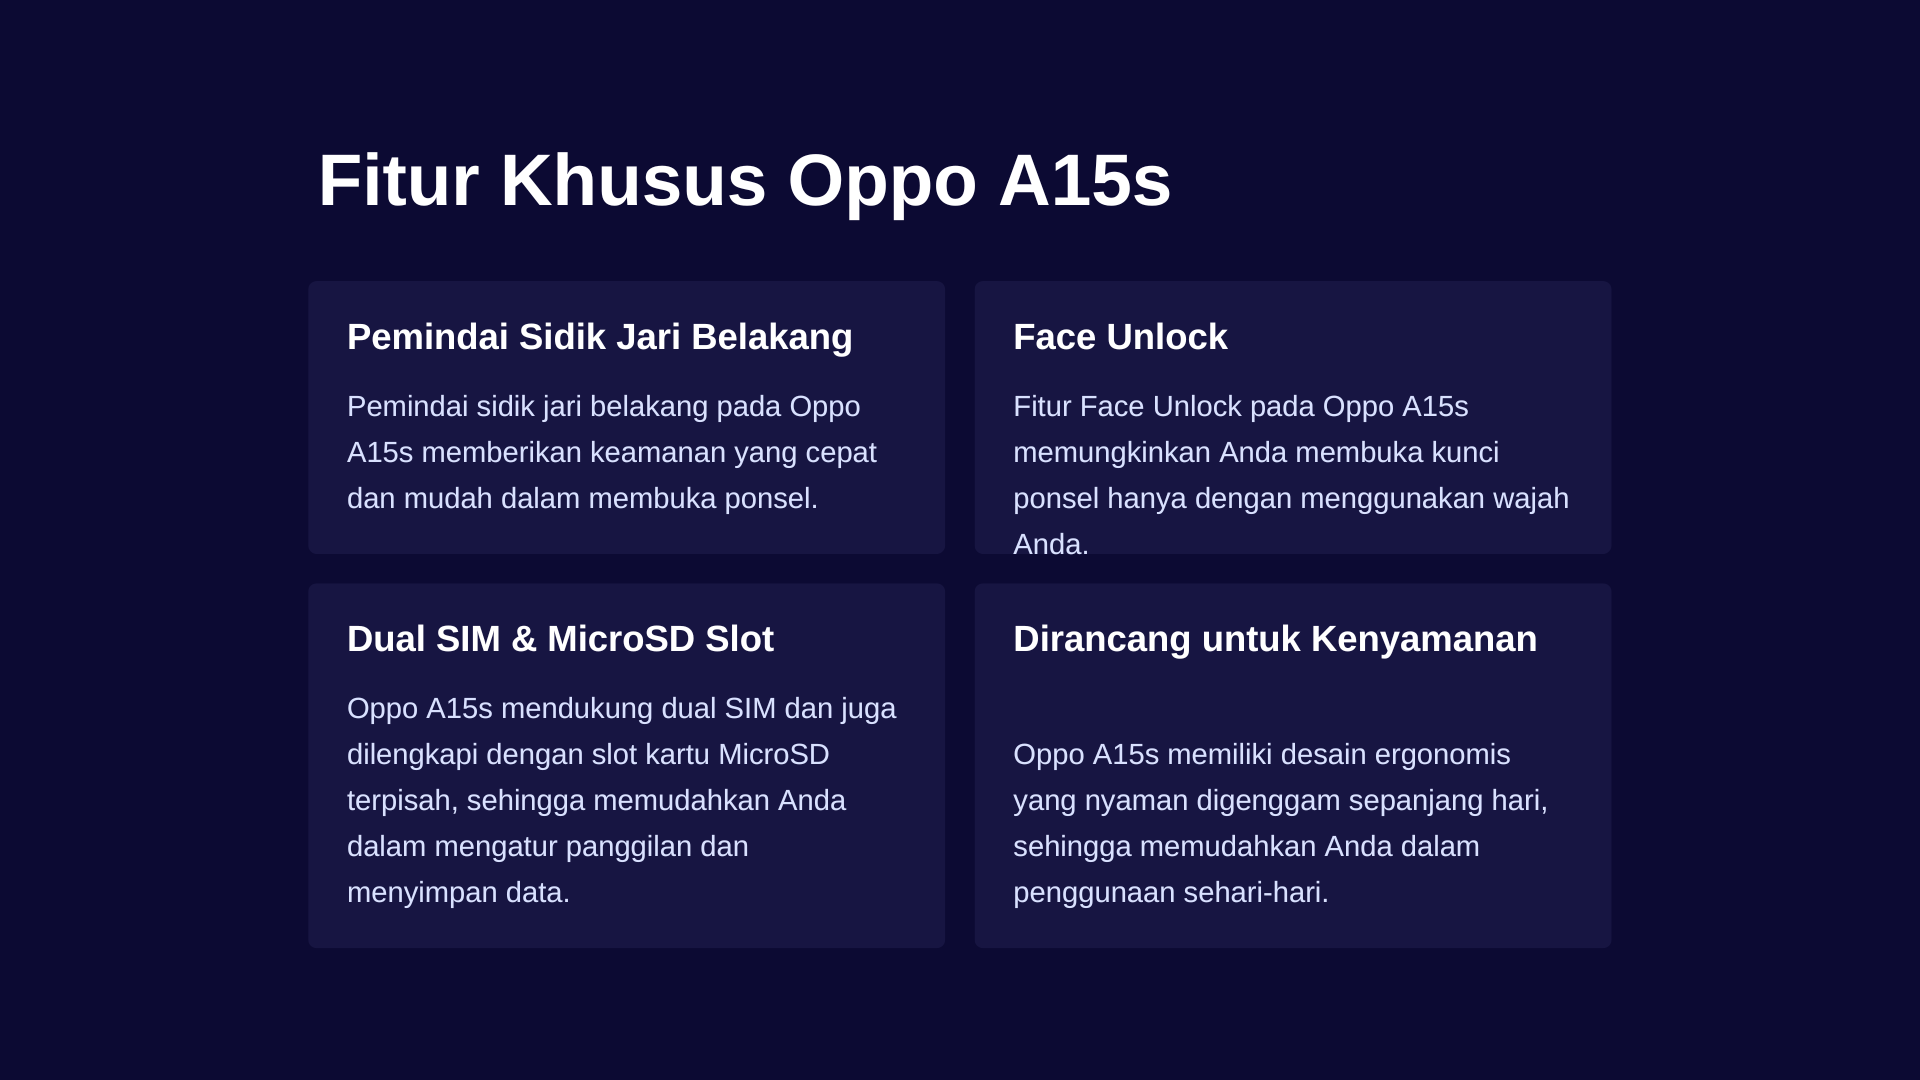 Fitur Khusus Oppo A15s
Pemindai Sidik Jari Belakang
Pemindai sidik jari belakang pada Oppo
A15s memberikan keamanan yang cepat
dan mudah dalam membuka ponsel.
Face Unlock
Fitur Face Unlock pada Oppo A15s
memungkinkan Anda membuka kunci
ponsel hanya dengan menggunakan wajah
Anda.
Dual SIM & MicroSD Slot
Oppo A15s mendukung dual SIM dan juga
dilengkapi dengan slot kartu MicroSD
terpisah, sehingga memudahkan Anda
dalam mengatur panggilan dan
menyimpan data.
Dirancang untuk Kenyamanan
Oppo A15s memiliki desain ergonomis
yang nyaman digenggam sepanjang hari,
sehingga memudahkan Anda dalam
penggunaan sehari-hari.